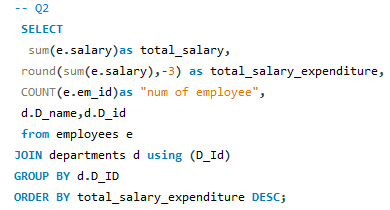 -- Q2
SELECT
sum(e.salary)as total_salary,
round(sum(e.salary),-3) as total_salary_expenditure,
COUNT(e.em_id)as "num of employee",
d.D_name,d.D_id
from employees e
JOIN departments d using (D_Id)
GROUP BY d.D_ID
ORDER BY total_salary_expenditure DESC;